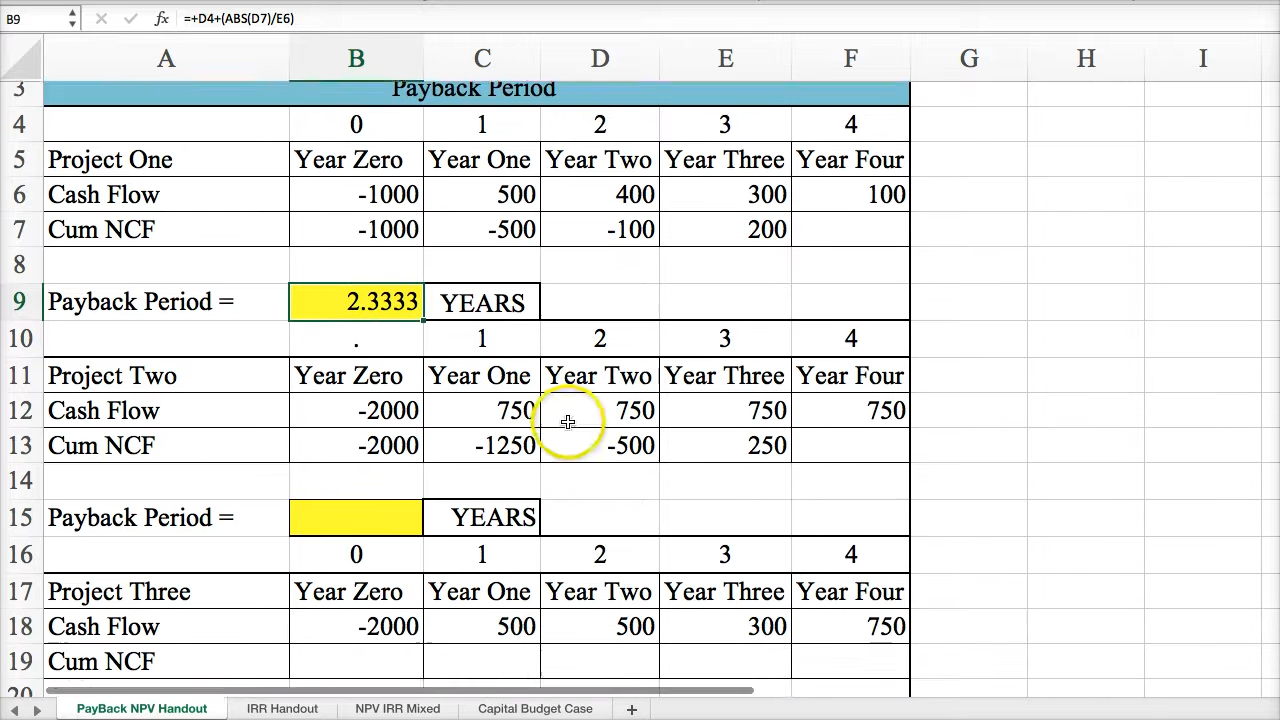 B9 fx =+D4+(ABS(D7)/E6)
A B C D E F G H I
3 Payback Period
4 0 1 2 3 4
5 Project One Year Zero Year One Year Two Year Three Year Four
6 Cash Flow -1000 500 400 300 100
7 Cum NCF -1000 -500 -100 200
8
9 Payback Period = 2.3333 YEARS
10 . 1 2 3 4
11 Project Two Year Zero Year One Year Two Year Three Year Four
12 Cash Flow -2000 750 750 750 750
13 Cum NCF -2000 -1250 -500 250
14
15 Payback Period = YEARS
16 0 1 2 3 4
17 Project Three Year Zero Year One Year Two Year Three Year Four
18 Cash Flow -2000 500 500 300 750
19 Cum NCF
20
PayBack NPV Handout IRR Handout NPV IRR Mixed Capital Budget Case +